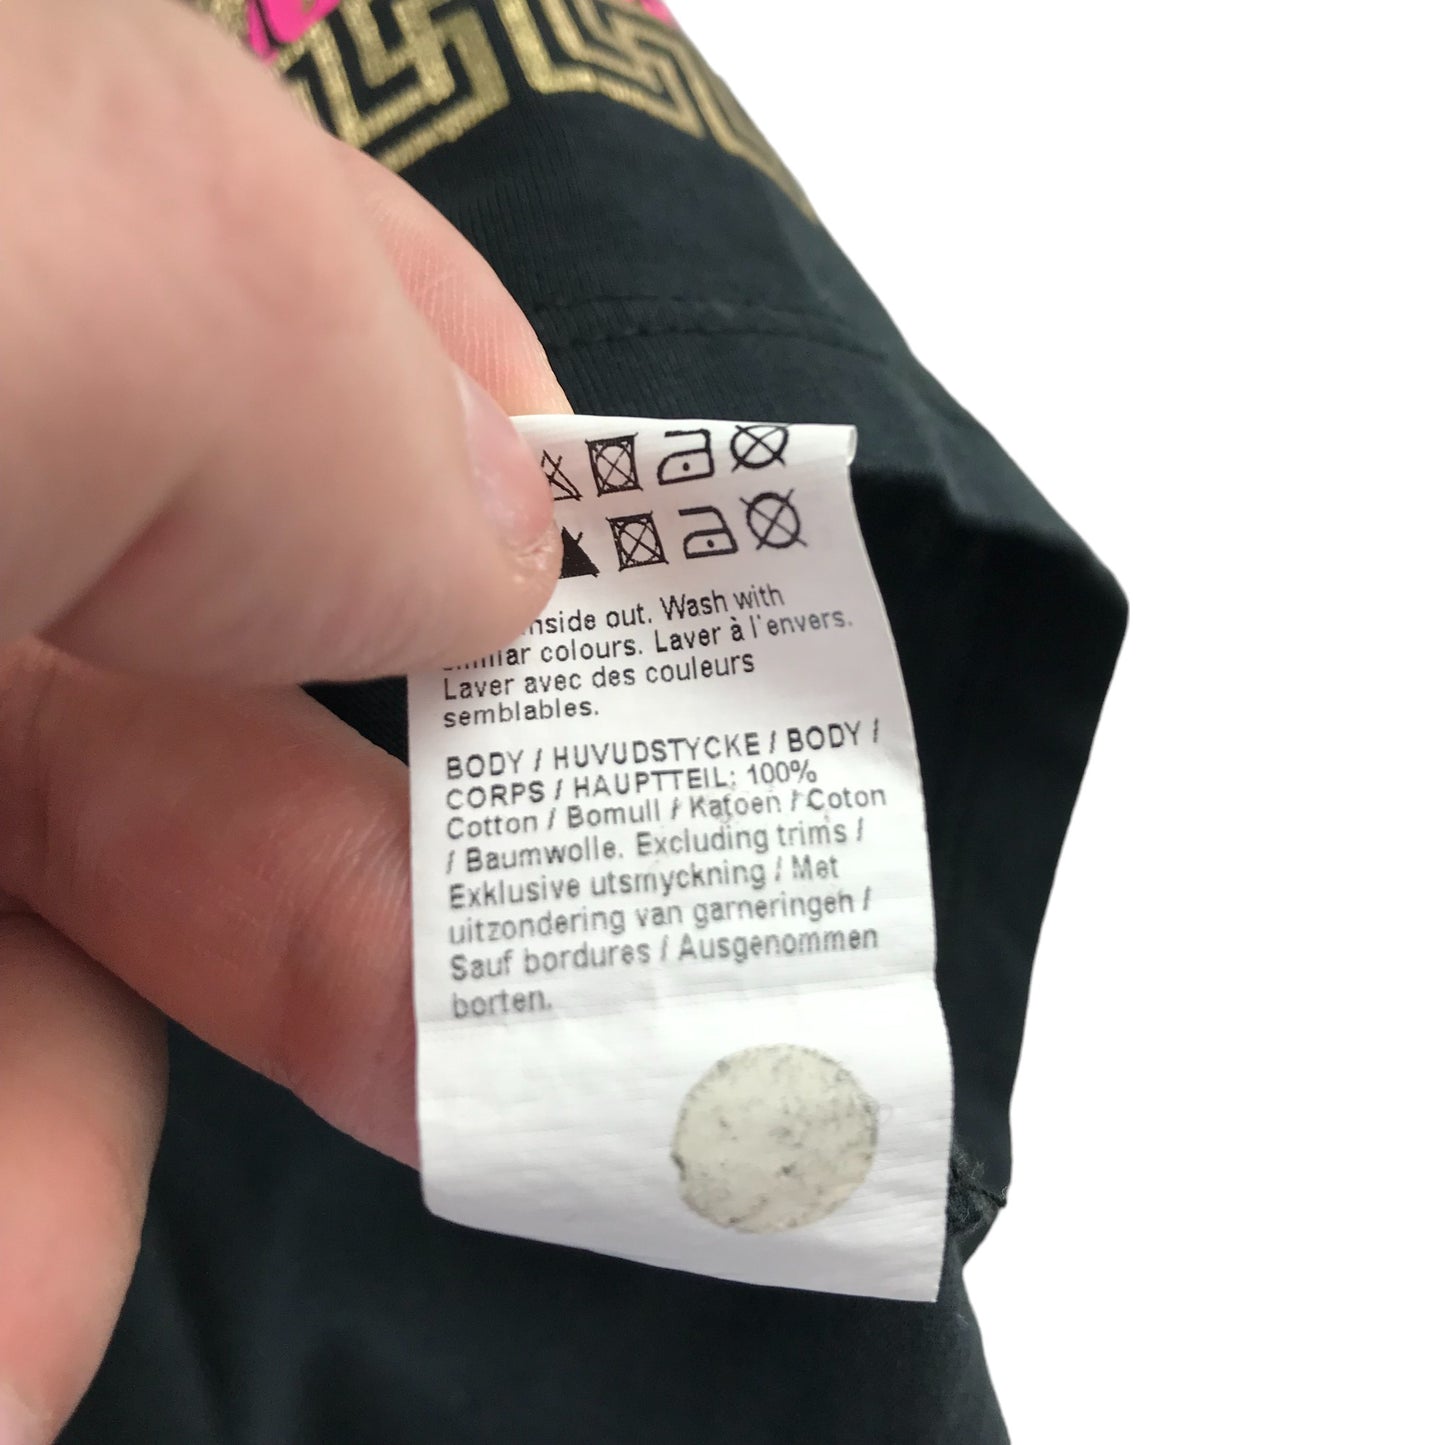 inside out. Wash with
similar colours. Laver à l'envers.
Laver avec des couleurs
semblables.
BODY / HUVUDSTYCKE / BODY /
CORPS / HAUPTTEIL: 100%
Cotton / Bomull / Katoen / Coton
/ Baumwolle. Excluding trims /
Exklusive utsmyckning / Met
uitzondering van garneringen /
Sauf bordures / Ausgenommen
borten.